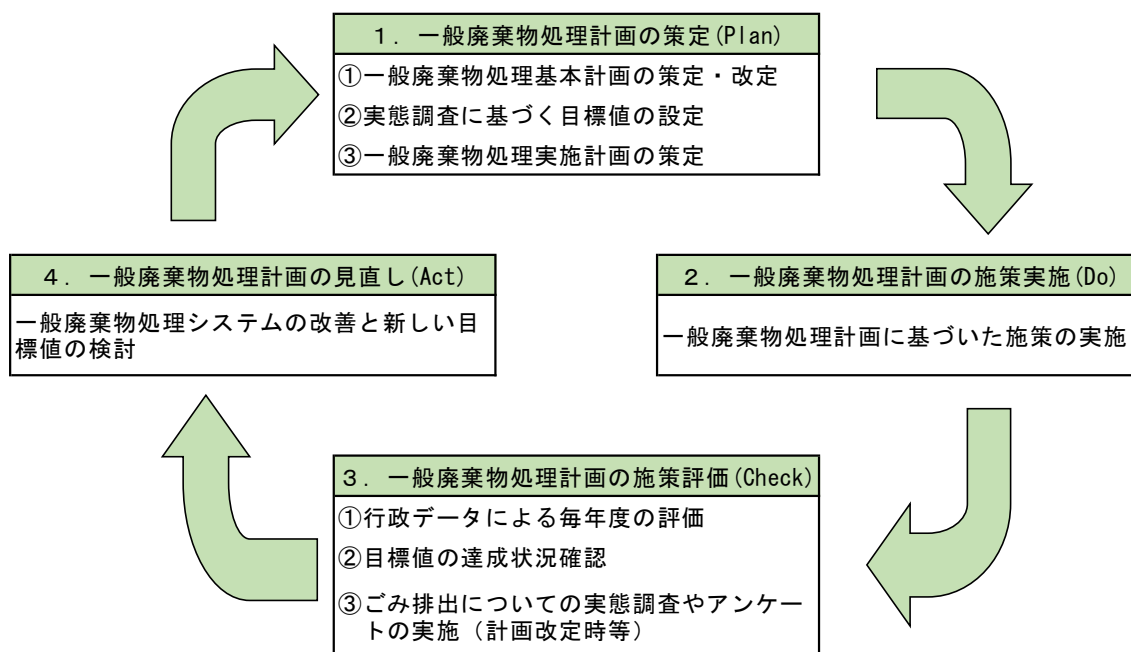 １．一般廃棄物処理計画の策定(Plan)
①一般廃棄物処理基本計画の策定・改定
②実態調査に基づく目標値の設定
③一般廃棄物処理実施計画の策定
２．一般廃棄物処理計画の施策実施(Do)
一般廃棄物処理計画に基づいた施策の実施
３．一般廃棄物処理計画の施策評価(Check)
①行政データによる毎年度の評価
②目標値の達成状況確認
③ごみ排出についての実態調査やアンケー
トの実施（計画改定時等）
４．一般廃棄物処理計画の見直し(Act)
一般廃棄物処理システムの改善と新しい目
標値の検討